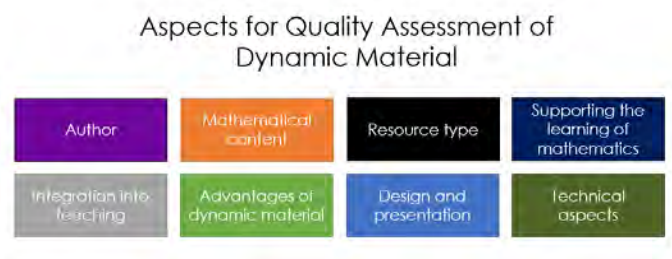 Aspects for Quality Assessment of
Dynamic Material
Author
Mathematical
content
Resource type
Supporting the
learning of
mathematics
Integration into
teaching
Advantages of
dynamic material
Design and
presentation
Technical
aspects